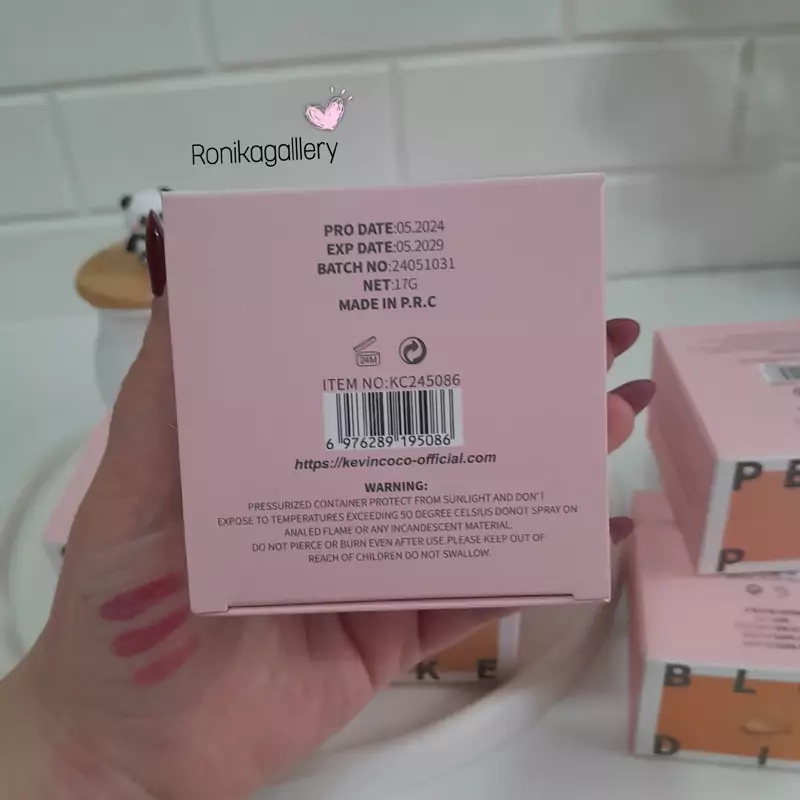 Ronikagalllery
PRO DATE:05.2024
EXP DATE:05.2029
BATCH NO:24051031
NET:17G
MADE IN P.R.C
24M
ITEM NO:KC245086
6 976289 195086
https://kevincoco-official.com
WARNING:
PRESSURIZED CONTAINER PROTECT FROM SUNLIGHT AND DON'T
EXPOSE TO TEMPERATURES EXCEEDING 50 DEGREE CELSIUS DONOT SPRAY ON
ANALED FLAME OR ANY INCANDESCENT MATERIAL.
DO NOT PIERCE OR BURN EVEN AFTER USE.PLEASE KEEP OUT OF
REACH OF CHILDREN DO NOT SWALLOW.
P E
P
K E
B L
D I